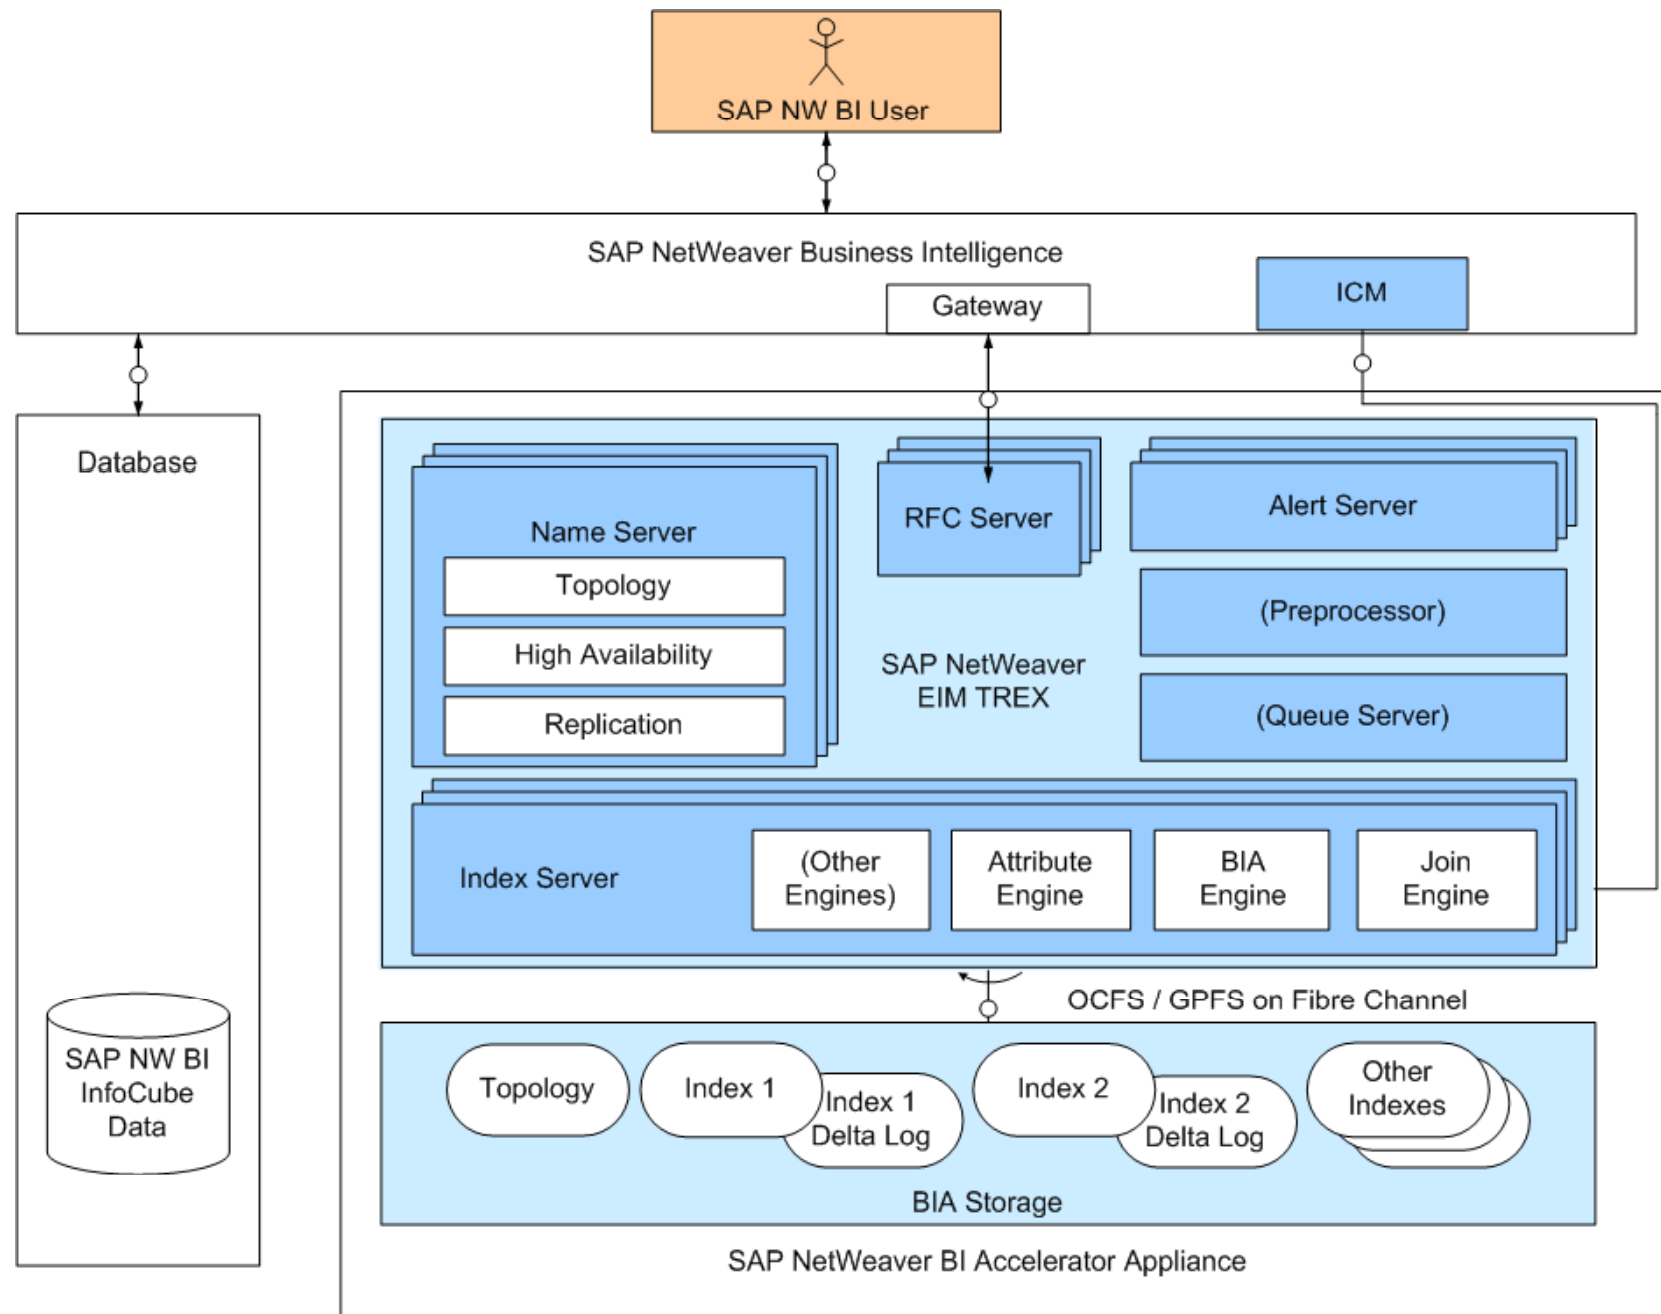 SAP NW BI User
SAP NetWeaver Business Intelligence
Gateway
ICM
Database
SAP NW BI
InfoCube
Data
Name Server
Topology
High Availability
Replication
RFC Server
Alert Server
(Preprocessor)
(Queue Server)
SAP NetWeaver
EIM TREX
Index Server
(Other
Engines)
Attribute
Engine
BIA
Engine
Join
Engine
OCFS / GPFS on Fibre Channel
Topology
Index 1
Index 1
Delta Log
Index 2
Index 2
Delta Log
Other
Indexes
BIA Storage
SAP NetWeaver BI Accelerator Appliance